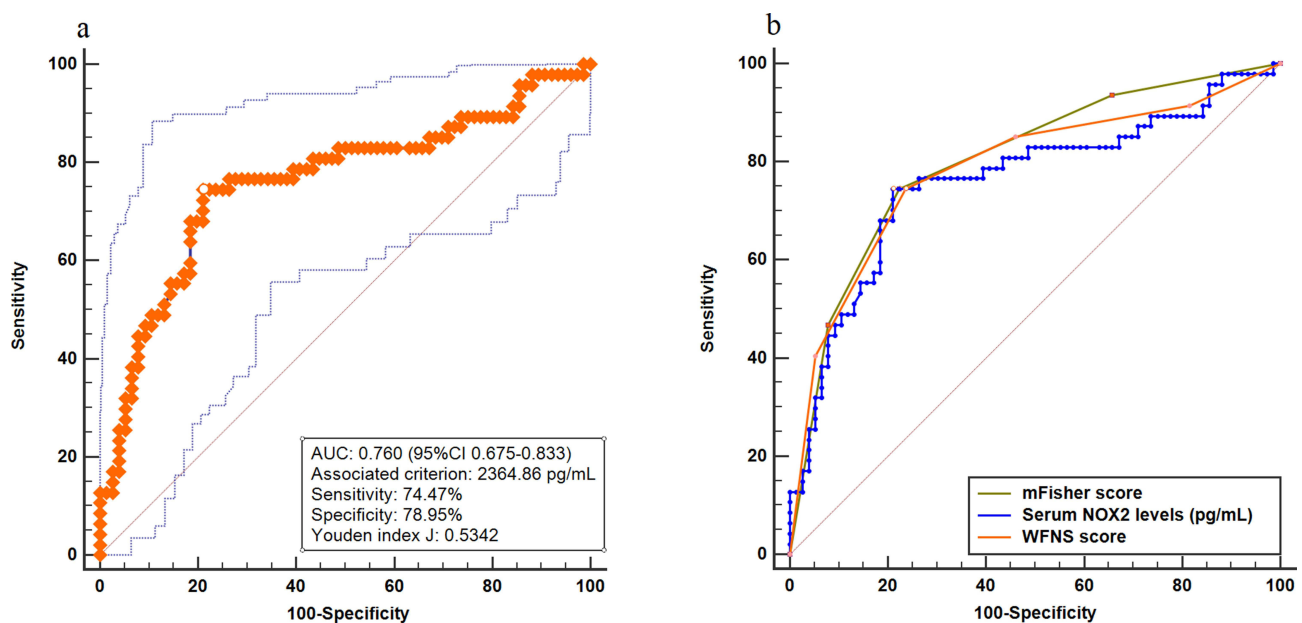 a
100
80
60
40
20
0
Sensitivity
0 20 40 60 80 100
100-Specificity
AUC: 0.760 (95%CI 0.675-0.833)
Associated criterion: 2364.86 pg/mL
Sensitivity: 74.47%
Specificity: 78.95%
Youden index J: 0.5342
b
100
80
60
40
20
0
Sensitivity
0 20 40 60 80 100
100-Specificity
mFisher score
Serum NOX2 levels (pg/mL)
WFNS score